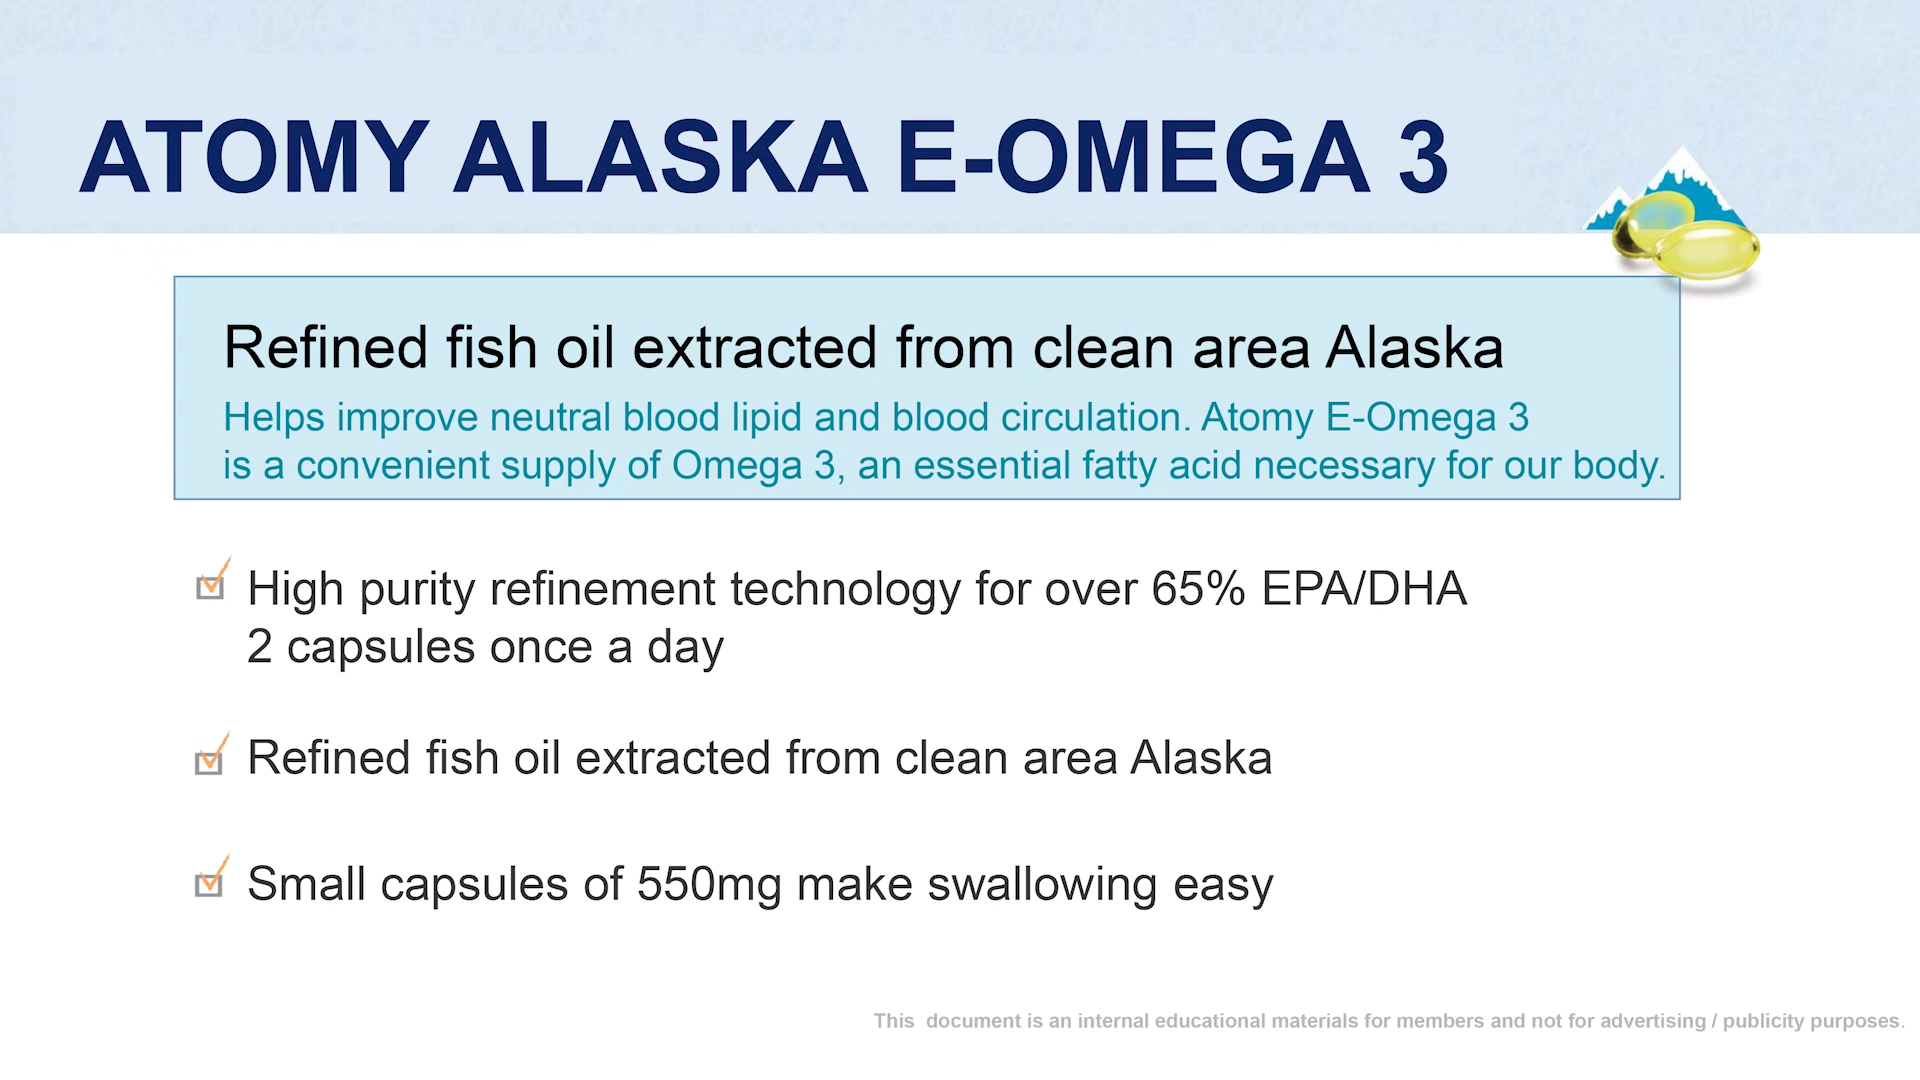 ATOMY ALASKA E-OMEGA 3
Refined fish oil extracted from clean area Alaska
Helps improve neutral blood lipid and blood circulation. Atomy E-Omega 3
is a convenient supply of Omega 3, an essential fatty acid necessary for our body.
High purity refinement technology for over 65% EPA/DHA
2 capsules once a day
Refined fish oil extracted from clean area Alaska
Small capsules of 550mg make swallowing easy
This document is an internal educational materials for members and not for advertising / publicity purposes.